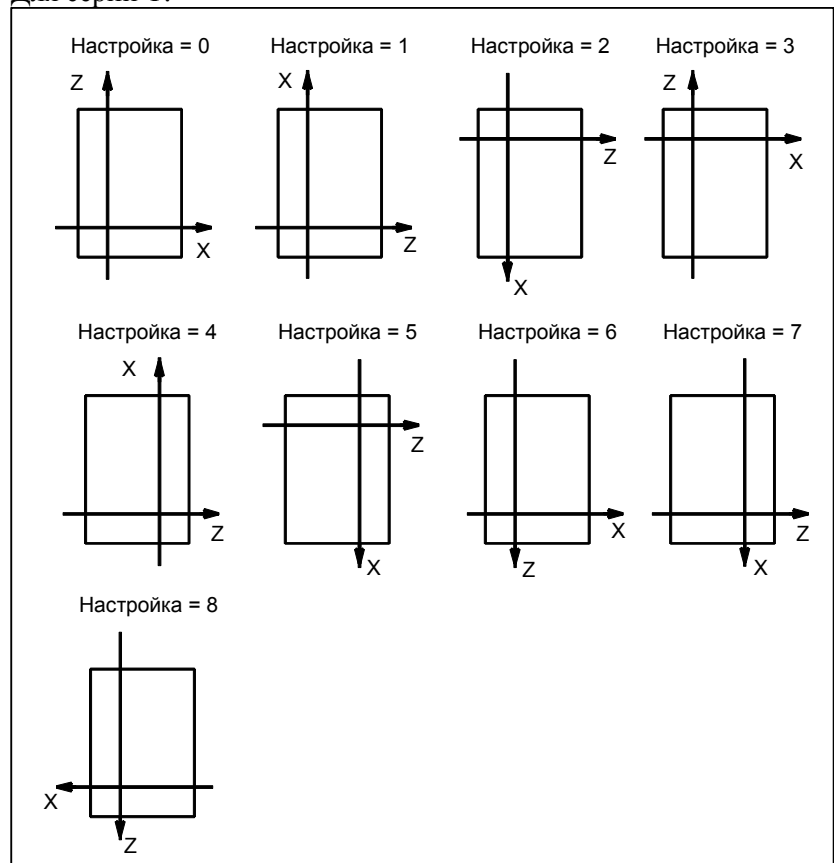 Для серии G:
Настройка = 0
Настройка = 1
Настройка = 2
Настройка = 3
Z
X
X
Z
Z
X
Z
X
Настройка = 4
Настройка = 5
Настройка = 6
Настройка = 7
X
Z
Z
X
X
Z
Z
X
Настройка = 8
X
Z